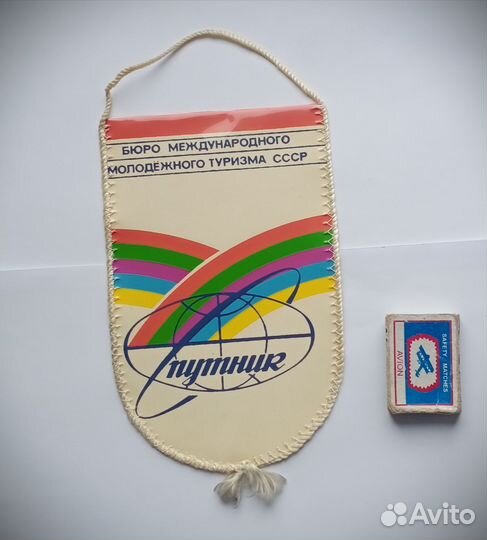 БЮРО МЕЖДУНАРОДНОГО
МОЛОДЁЖНОГО ТУРИЗМА СССР
Спутник
SAFETY MATCHES
AVION
Avito